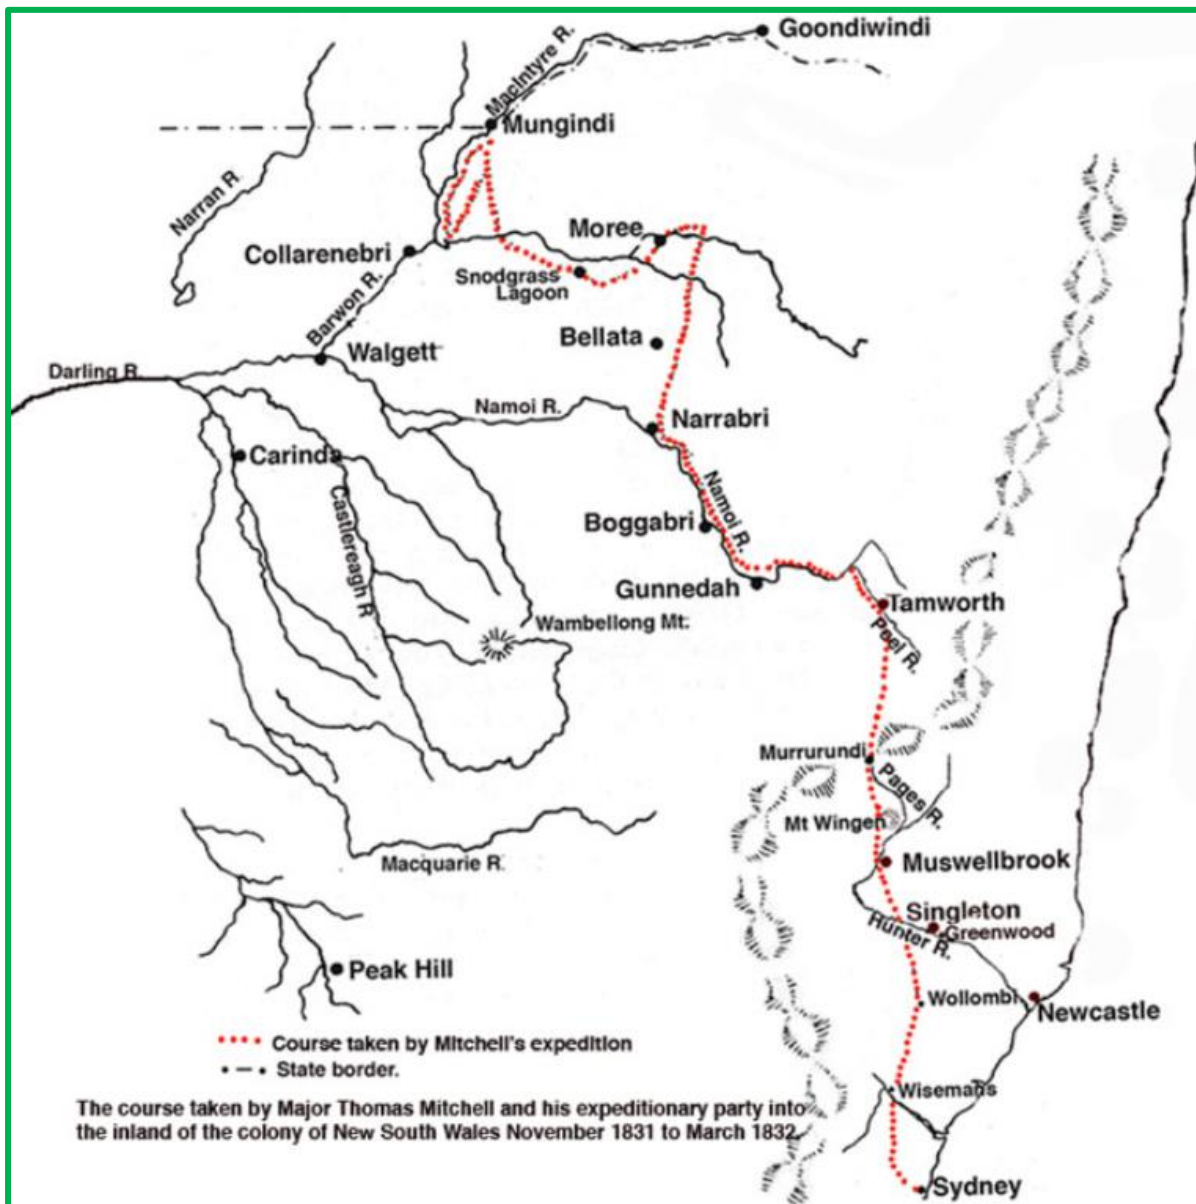 Goondiwindi
MacIntyre R.
Mungindi
Narran R.
Moree
Collarenebri
Snodgrass
Lagoon
Barwon R.
Bellata
Walgett
Darling R.
Namoi R.
Narrabri
Carinda
Namoi R.
Castlereagh R
Boggabri
Gunnedah
Tamworth
Wambellong Mt.
Peel R.
Murrurundi
Pages R.
Mt Wingen
Muswellbrook
Macquarie R.
Singleton
Greenwood
Hunter R.
Peak Hill
Wollombi
Newcastle
Course taken by Mitchell's expedition
State border.
Wisemans
The course taken by Major Thomas Mitchell and his expeditionary party into
the inland of the colony of New South Wales November 1831 to March 1832.
Sydney